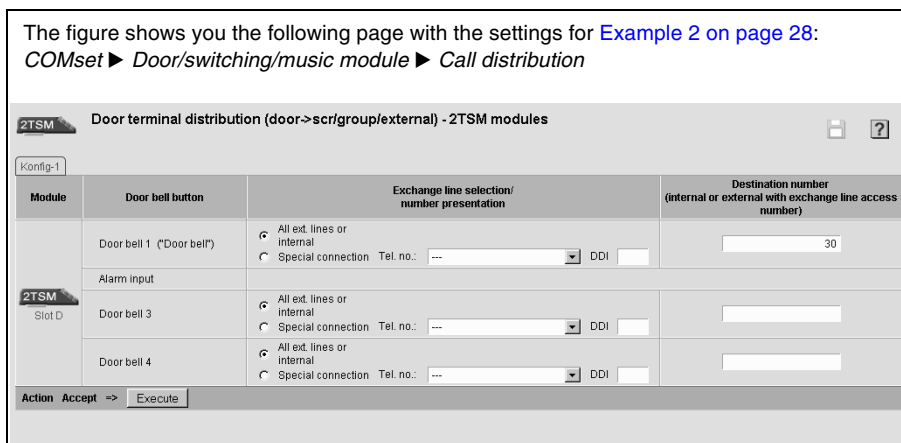 The figure shows you the following page with the settings for Example 2 on page 28:
COMset ▶ Door/switching/music module ▶ Call distribution
2TSM Door terminal distribution (door->scr/group/external) - 2TSM modules ?
Konfig-1
Module Door bell button Exchange line selection/ number presentation Destination number (internal or external with exchange line access number)
Door bell 1 ("Door bell") All ext. lines or internal 30
Special connection Tel. no.: --- DDI
Alarm input
2TSM
Slot D
Door bell 3 All ext. lines or internal
Special connection Tel. no.: --- DDI
Door bell 4 All ext. lines or internal
Special connection Tel. no.: --- DDI
Action Accept => Execute